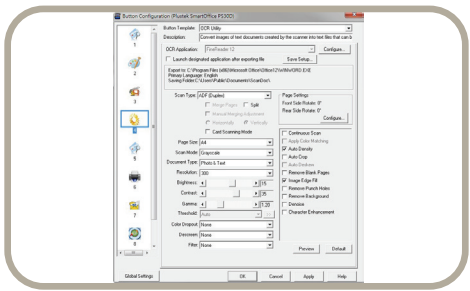 Button Configuration (Plustek SmartOffice PS30D)
Button Template OCR Utility
Description Convert images of text documents created by the scanner into text files that can b
OCR Application: FineReader 12 Configure...
Launch designated application after exporting file Save Setup...
Export to: C:\Program Files (x86)\Microsoft Office\Office12\WINWORD.EXE
Primary Language: English
Saving Folder:C:\Users\Public\Documents\ScanDoc\
Scan Type: ADF(Duplex)
Merge Pages Split
Manual Merging Adjustment
Horizontally Vertically
Card Scanning Mode
Page Settings
Front Side Rotate: 0°
Rear Side Rotate: 0°
Configure...
Page Size: A4
Scan Mode: Grayscale
Document Type: Photo & Text
Resolution: 300
Brightness: 15
Contrast: 35
Gamma: 1.20
Threshold: Auto
Color Dropout: None
Descreen: None
Filter: None
Continuous Scan
Apply Color Matching
Auto Density
Auto Crop
Auto Deskew
Remove Blank Pages
Image Edge Fill
Remove Punch Holes
Remove Background
Denoise
Character Enhancement
Preview Default
1
2
3
4
5
6
7
8
Global Settings OK Cancel Apply Help